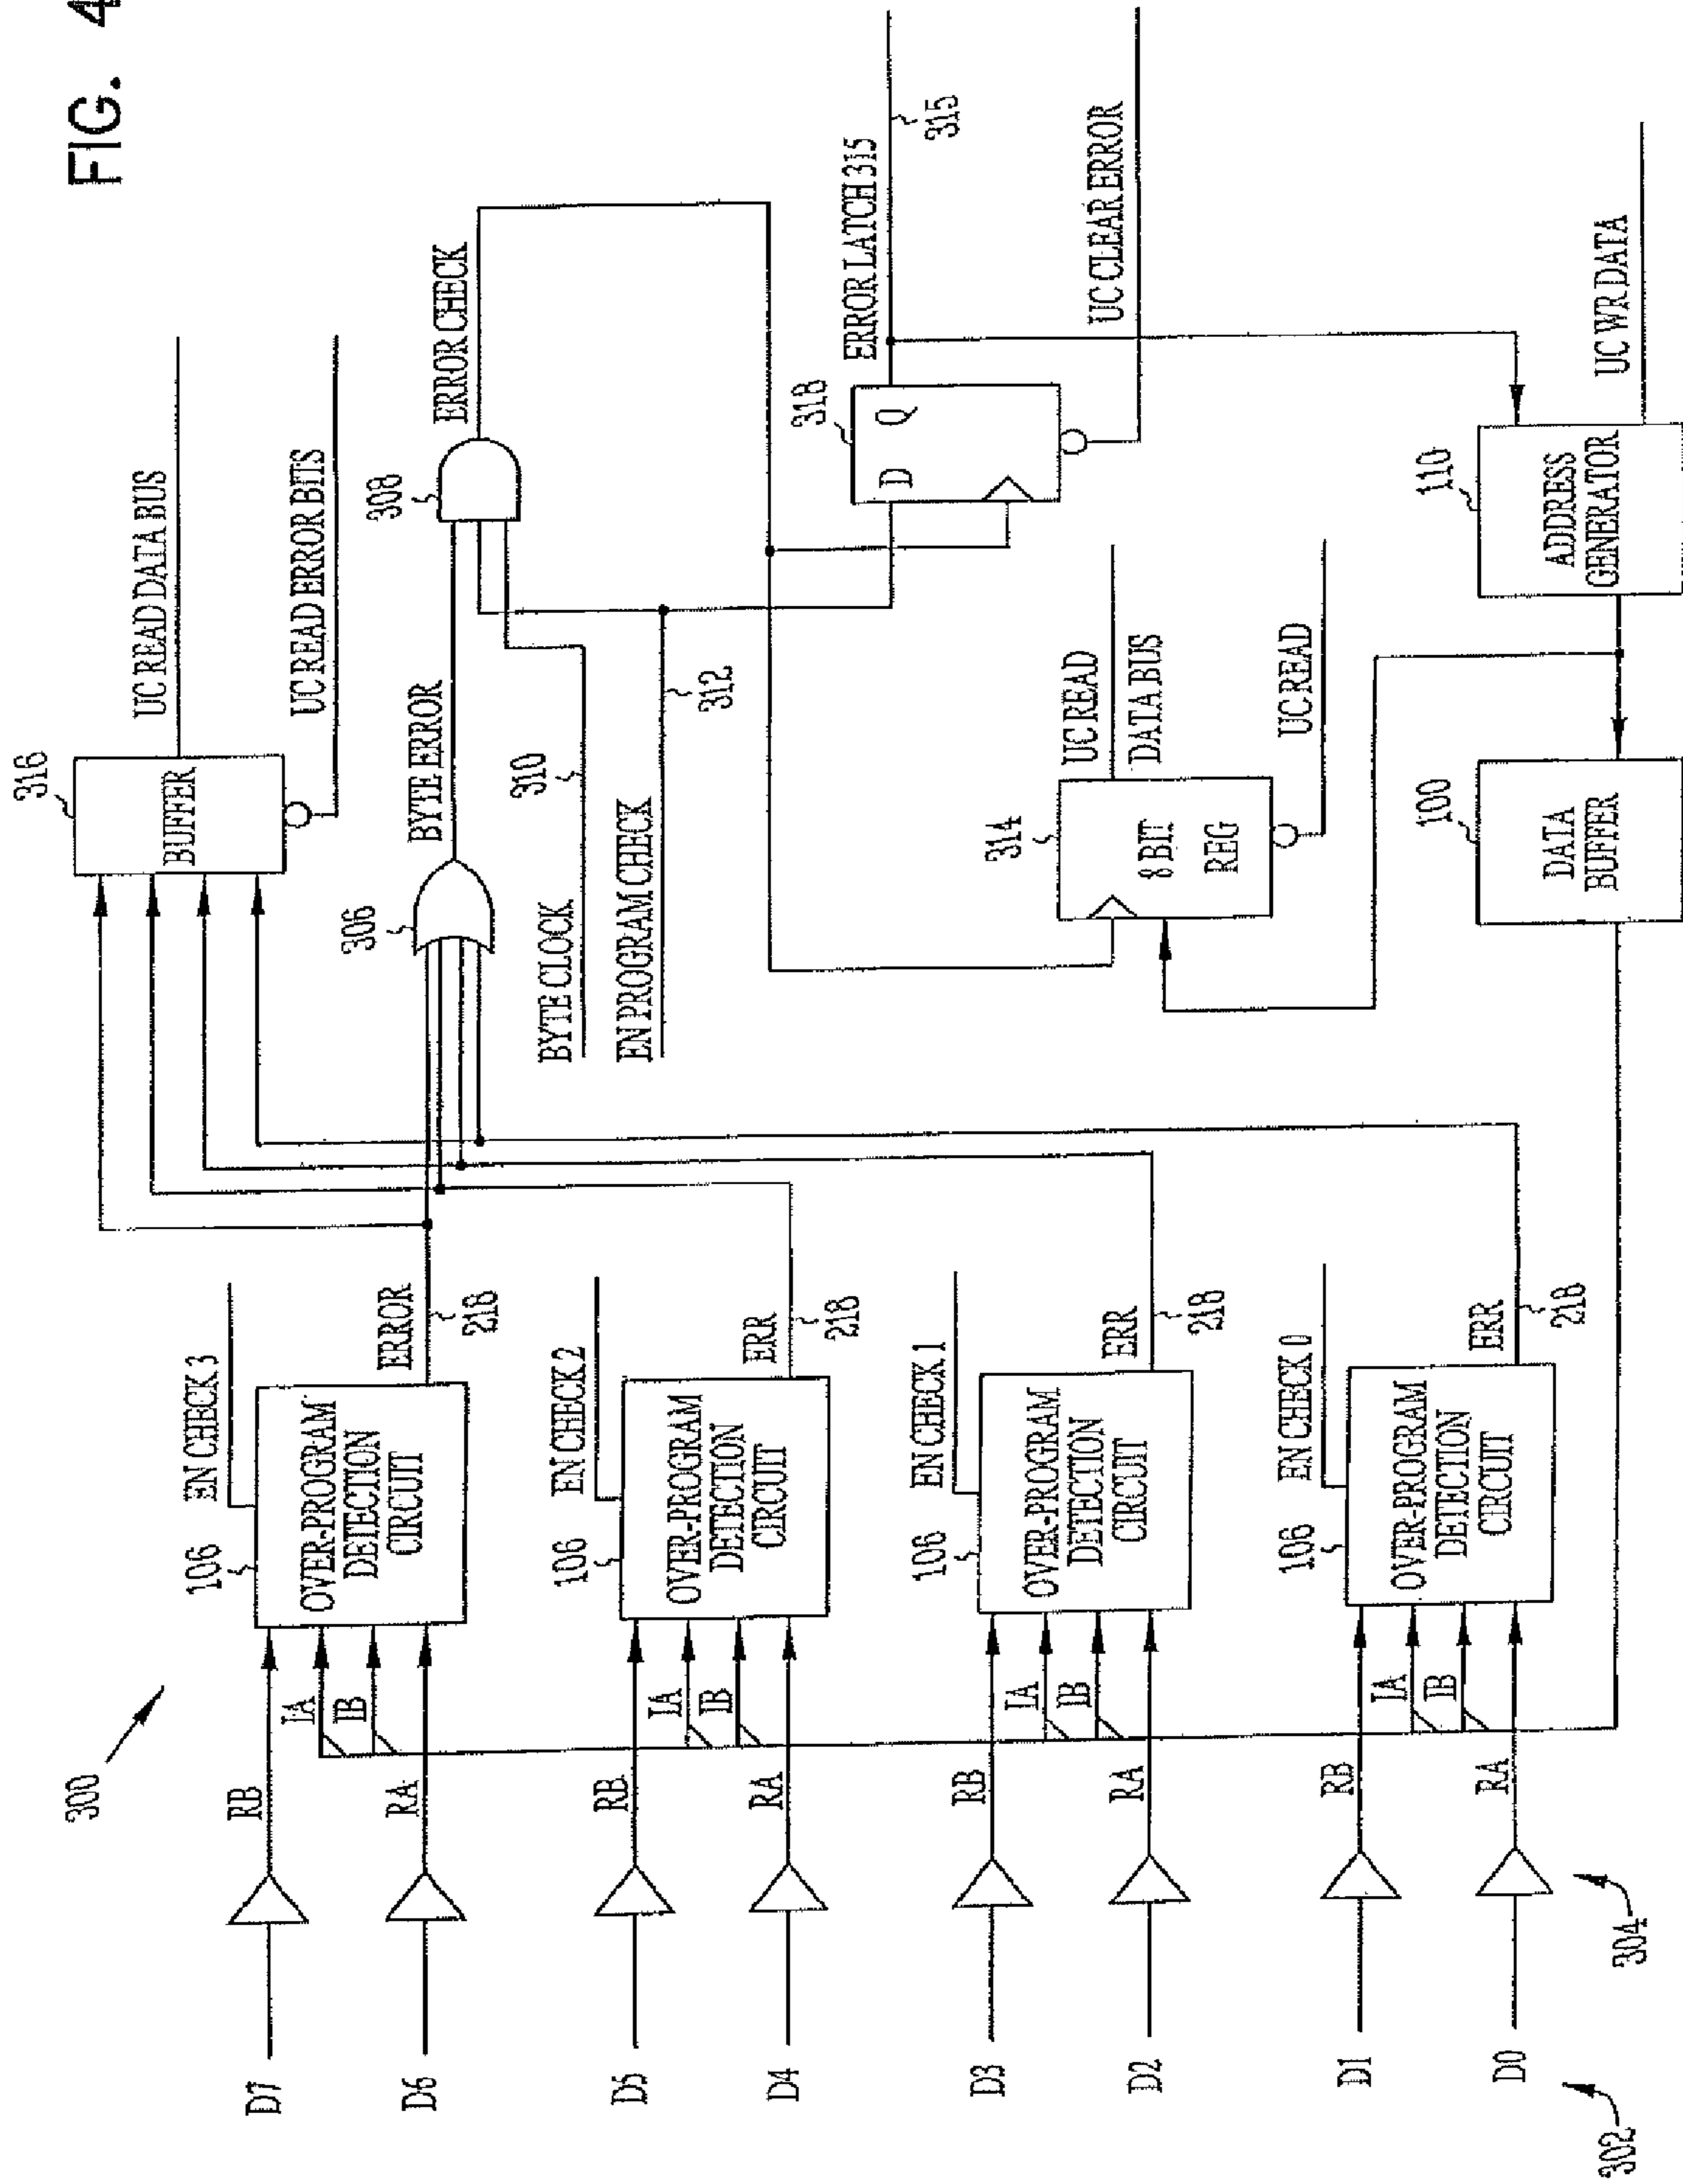 FIG. 4
300
316
BUFFER
UC READ DATA BUS
UC READ ERROR BITS
EN CHECK 3
106
OVER-PROGRAM
DETECTION
CIRCUIT
ERROR
218
D7
RB
IA
IB
D6
RA
306
BYTE ERROR
308
ERROR CHECK
BYTE CLOCK
310
EN PROGRAM CHECK
312
EN CHECK 2
106
OVER-PROGRAM
DETECTION
CIRCUIT
ERR
218
D5
RB
IA
IB
D4
RA
318
D
Q
ERROR LATCH 315
315
UC CLEAR ERROR
EN CHECK 1
106
OVER-PROGRAM
DETECTION
CIRCUIT
ERR
218
D3
RB
IA
IB
D2
RA
314
8 BIT
REG
UC READ
DATA BUS
UC READ
EN CHECK 0
106
OVER-PROGRAM
DETECTION
CIRCUIT
ERR
218
D1
RB
IA
IB
D0
RA
100
DATA
BUFFER
110
ADDRESS
GENERATOR
UC WR DATA
302
304